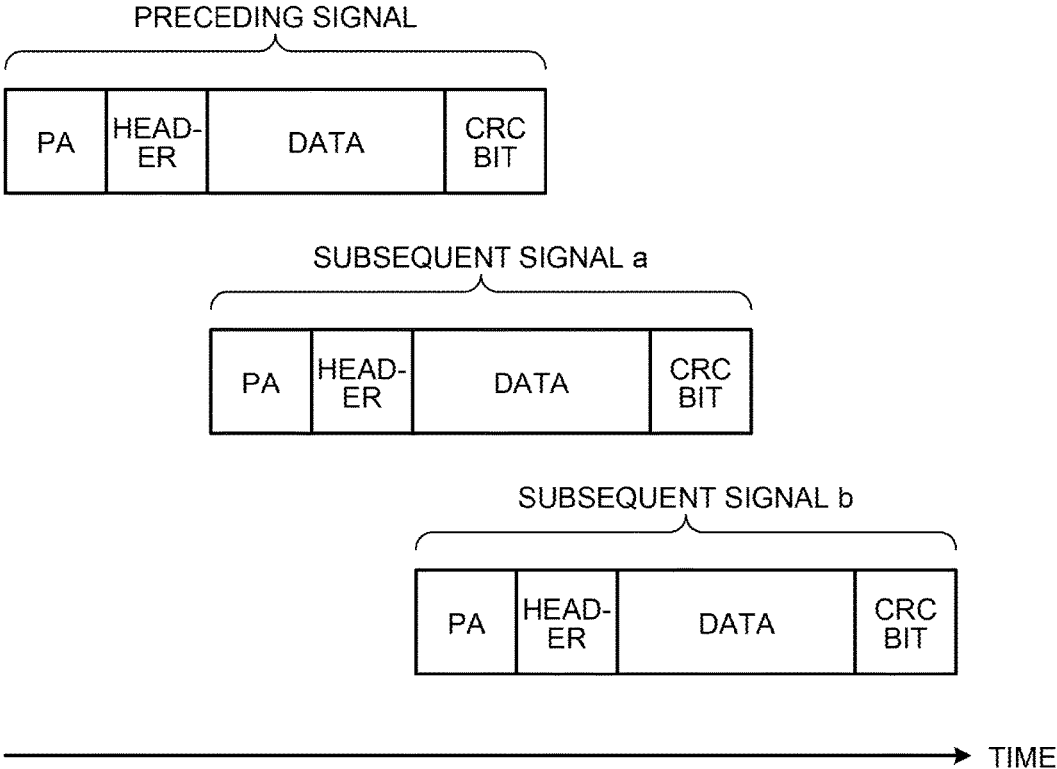 PRECEDING SIGNAL
PA
HEAD-
ER
DATA
CRC
BIT
SUBSEQUENT SIGNAL a
PA
HEAD-
ER
DATA
CRC
BIT
SUBSEQUENT SIGNAL b
PA
HEAD-
ER
DATA
CRC
BIT
TIME